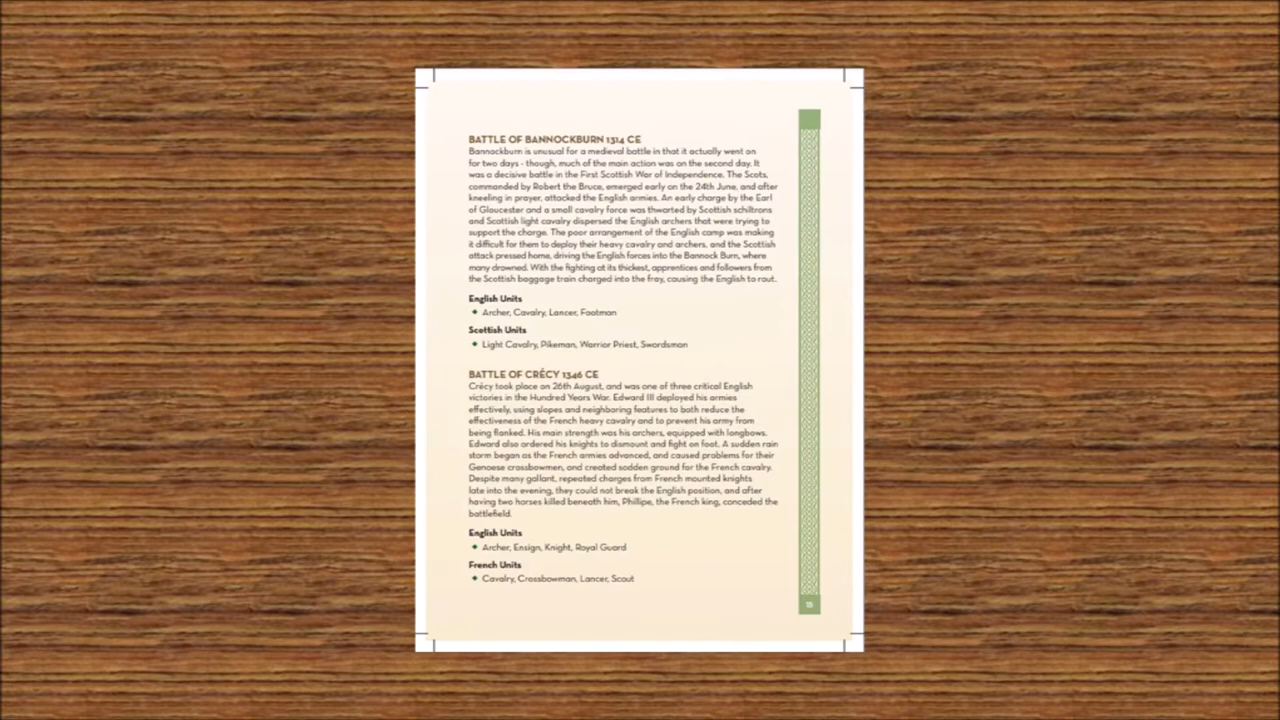 BATTLE OF BANNOCKBURN 1314 CE
Bannockburn is unusual for a medieval battle in that it actually went on
for two days - though, much of the main action was on the second day. It
was a decisive battle in the First Scottish War of Independence. The Scots,
commanded by Robert the Bruce, emerged early on the 24th June, and after
kneeling in prayer, attacked the English armies. An early charge by the Earl
of Gloucester and a small cavalry force was thwarted by Scottish schiltrons
and Scottish light cavalry dispersed the English archers that were trying to
support the charge. The poor arrangement of the English camp was making
it difficult for them to deploy their heavy cavalry and archers, and the Scottish
attack pressed home, driving the English forces into the Bannock Burn, where
many drowned. With the fighting at its thickest, apprentices and followers from
the Scottish baggage train charged into the fray, causing the English to rout.
English Units
◆ Archer, Cavalry, Lancer, Footman
Scottish Units
◆ Light Cavalry, Pikeman, Warrior Priest, Swordsman
BATTLE OF CRÉCY 1346 CE
Crécy took place on 26th August, and was one of three critical English
victories in the Hundred Years War. Edward III deployed his armies
effectively, using slopes and neighboring features to both reduce the
effectiveness of the French heavy cavalry and to prevent his army from
being flanked. His main strength was his archers, equipped with longbows.
Edward also ordered his knights to dismount and fight on foot. A sudden rain
storm began as the French armies advanced, and caused problems for their
Genoese crossbowmen, and created sodden ground for the French cavalry.
Despite many gallant, repeated charges from French mounted knights
late into the evening, they could not break the English position, and after
having two horses killed beneath him, Phillipe, the French king, conceded the
battlefield.
English Units
◆ Archer, Ensign, Knight, Royal Guard
French Units
◆ Cavalry, Crossbowman, Lancer, Scout
15